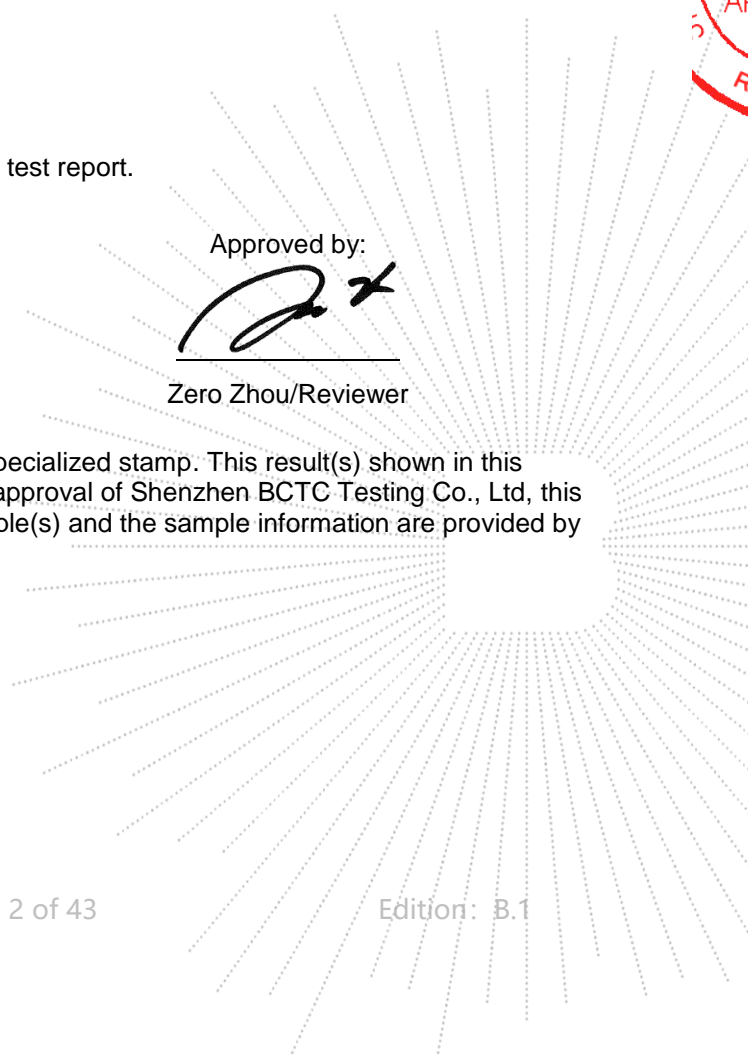 test report.
Approved by:
Zero Zhou/Reviewer
pecialized stamp. This result(s) shown in this
approval of Shenzhen BCTC Testing Co., Ltd, this
ole(s) and the sample information are provided by
2 of 43 Edition： B.1